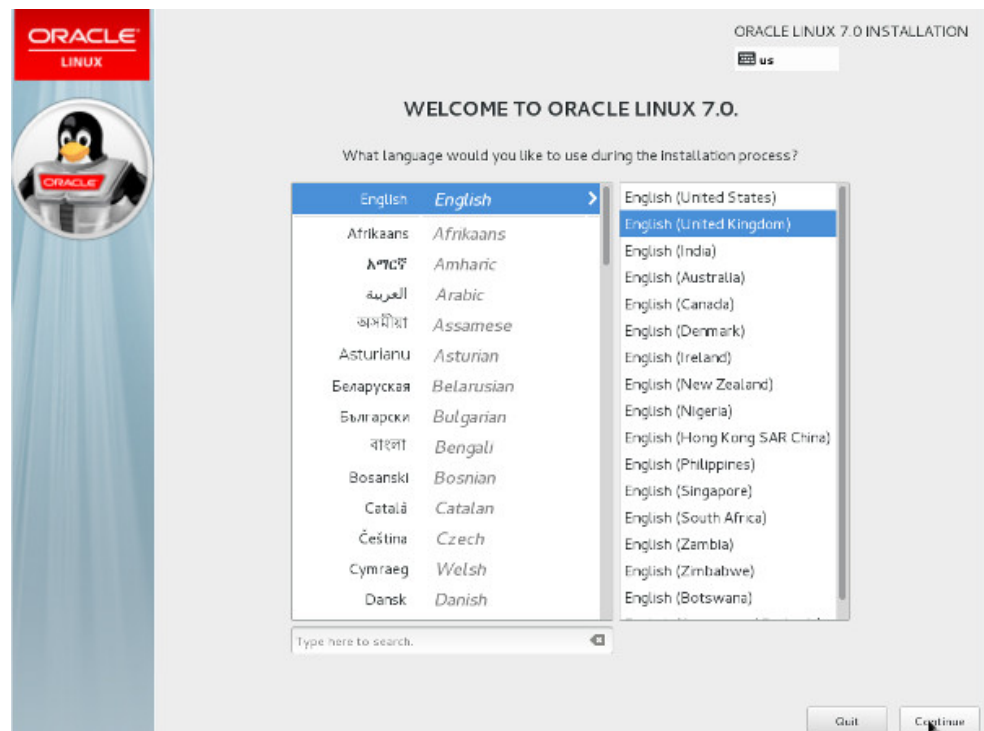 ORACLE
LINUX
ORACLE
ORACLE LINUX 7.0 INSTALLATION
us
WELCOME TO ORACLE LINUX 7.0.
What language would you like to use during the installation process?
English English
Afrikaans Afrikaans
አማርኛ Amharic
العربية Arabic
অসমীয়া Assamese
Asturianu Asturian
Беларуская Belarusian
Български Bulgarian
বাংলা Bengali
Bosanski Bosnian
Català Catalan
Čeština Czech
Cymraeg Welsh
Dansk Danish
English (United States)
English (United Kingdom)
English (India)
English (Australia)
English (Canada)
English (Denmark)
English (Ireland)
English (New Zealand)
English (Nigeria)
English (Hong Kong SAR China)
English (Philippines)
English (Singapore)
English (South Africa)
English (Zambia)
English (Zimbabwe)
English (Botswana)
Type here to search.
Quit Continue